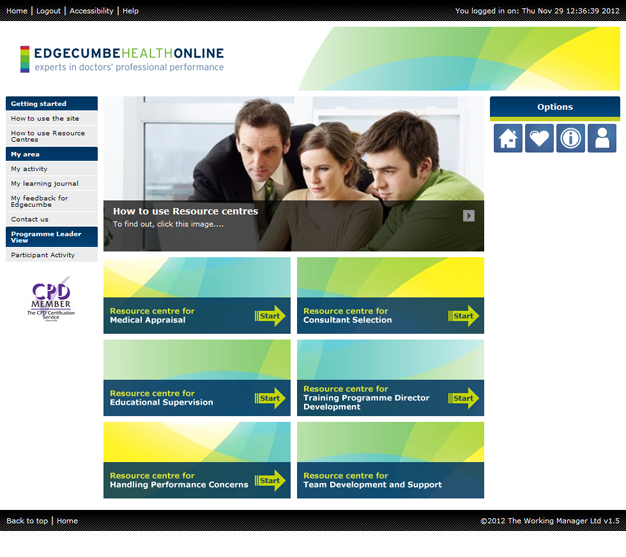 Home | Logout | Accessibility | Help
You logged in on: Thu Nov 29 12:36:39 2012
EDGECUMBEHEALTHONLINE
experts in doctors' professional performance
Getting started
How to use the site
How to use Resource
Centres
My area
My activity
My learning journal
My feedback for
Edgecumbe
Contact us
Programme Leader
View
Participant Activity
CPD
MEMBER
The CPD Certification
Service
How to use Resource centres
To find out, click this image....
Options
Resource centre for
Medical Appraisal
Start
Resource centre for
Consultant Selection
Start
Resource centre for
Educational Supervision
Start
Resource centre for
Training Programme Director
Development
Start
Resource centre for
Handling Performance Concerns
Start
Resource centre for
Team Development and Support
Back to top | Home
©2012 The Working Manager Ltd v1.5